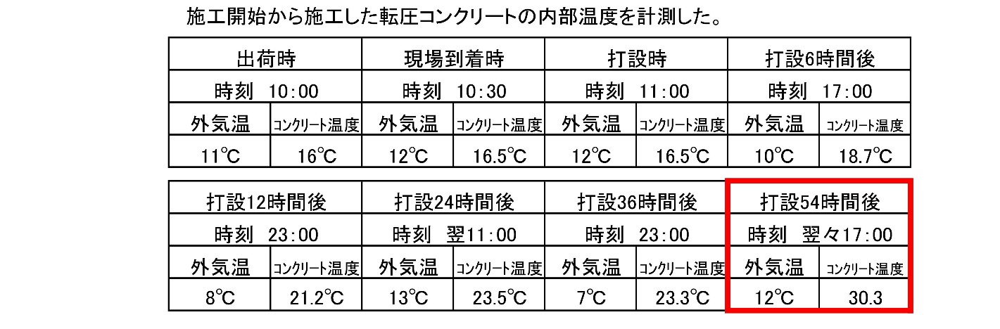 施工開始から施工した転圧コンクリートの内部温度を計測した。
出荷時 現場到着時 打設時 打設6時間後
時刻 10:00 時刻 10:30 時刻 11:00 時刻 17:00
外気温 コンクリート温度 外気温 コンクリート温度 外気温 コンクリート温度 外気温 コンクリート温度
11℃ 16℃ 12℃ 16.5℃ 12℃ 16.5℃ 10℃ 18.7℃
打設12時間後 打設24時間後 打設36時間後 打設54時間後
時刻 23:00 時刻 翌11:00 時刻 23:00 時刻 翌々17:00
外気温 コンクリート温度 外気温 コンクリート温度 外気温 コンクリート温度 外気温 コンクリート温度
8℃ 21.2℃ 13℃ 23.5℃ 7℃ 23.3℃ 12℃ 30.3